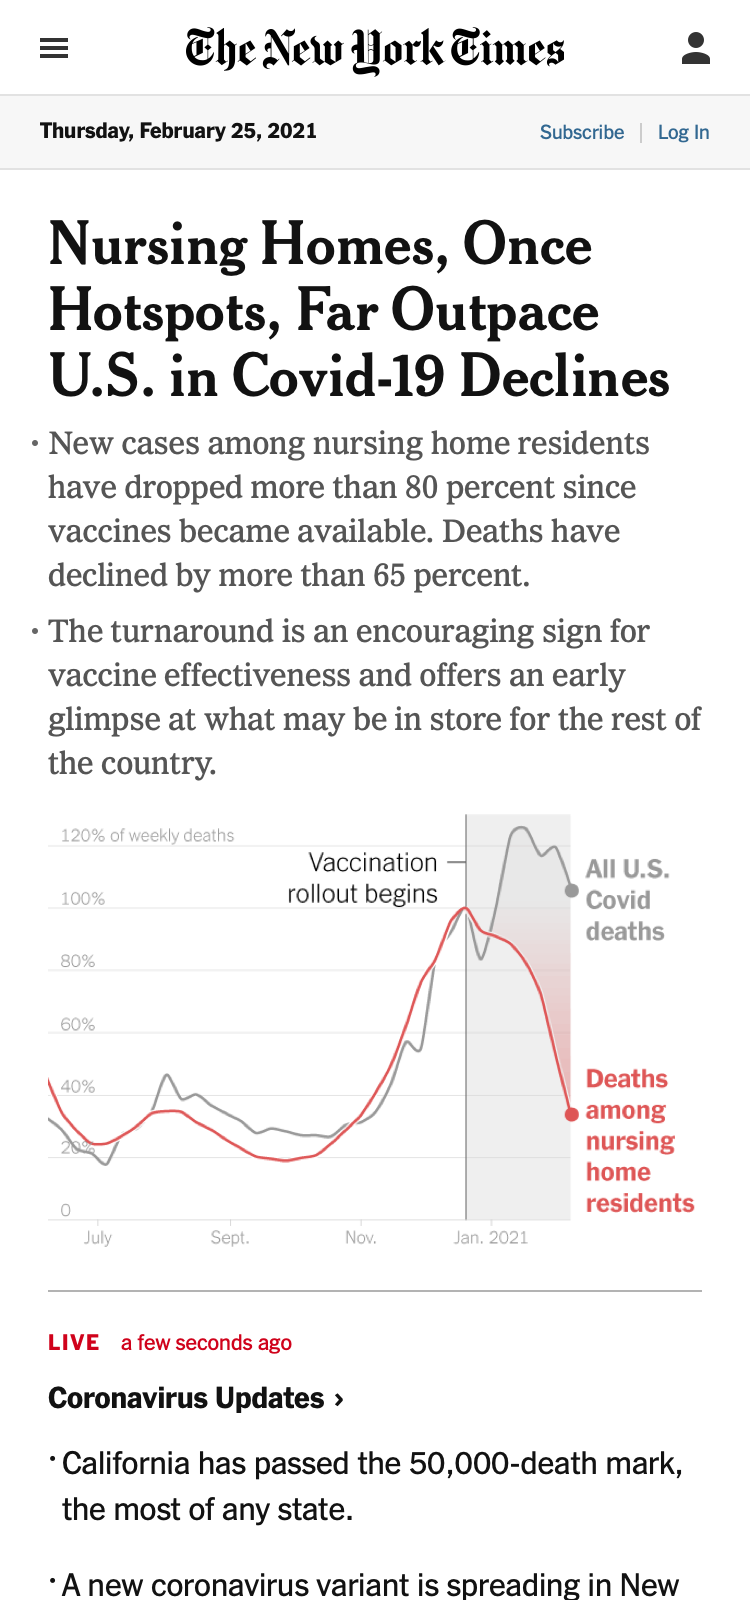 The New York Times
Thursday, February 25, 2021
Subscribe | Log In
Nursing Homes, Once
Hotspots, Far Outpace
U.S. in Covid-19 Declines
· New cases among nursing home residents
have dropped more than 80 percent since
vaccines became available. Deaths have
declined by more than 65 percent.
· The turnaround is an encouraging sign for
vaccine effectiveness and offers an early
glimpse at what may be in store for the rest of
the country.
120% of weekly deaths
Vaccination
rollout begins
All U.S.
Covid
deaths
100%
80%
60%
40%
20%
0
Deaths
among
nursing
home
residents
July
Sept.
Nov.
Jan. 2021
LIVE a few seconds ago
Coronavirus Updates ›
· California has passed the 50,000-death mark,
the most of any state.
· A new coronavirus variant is spreading in New